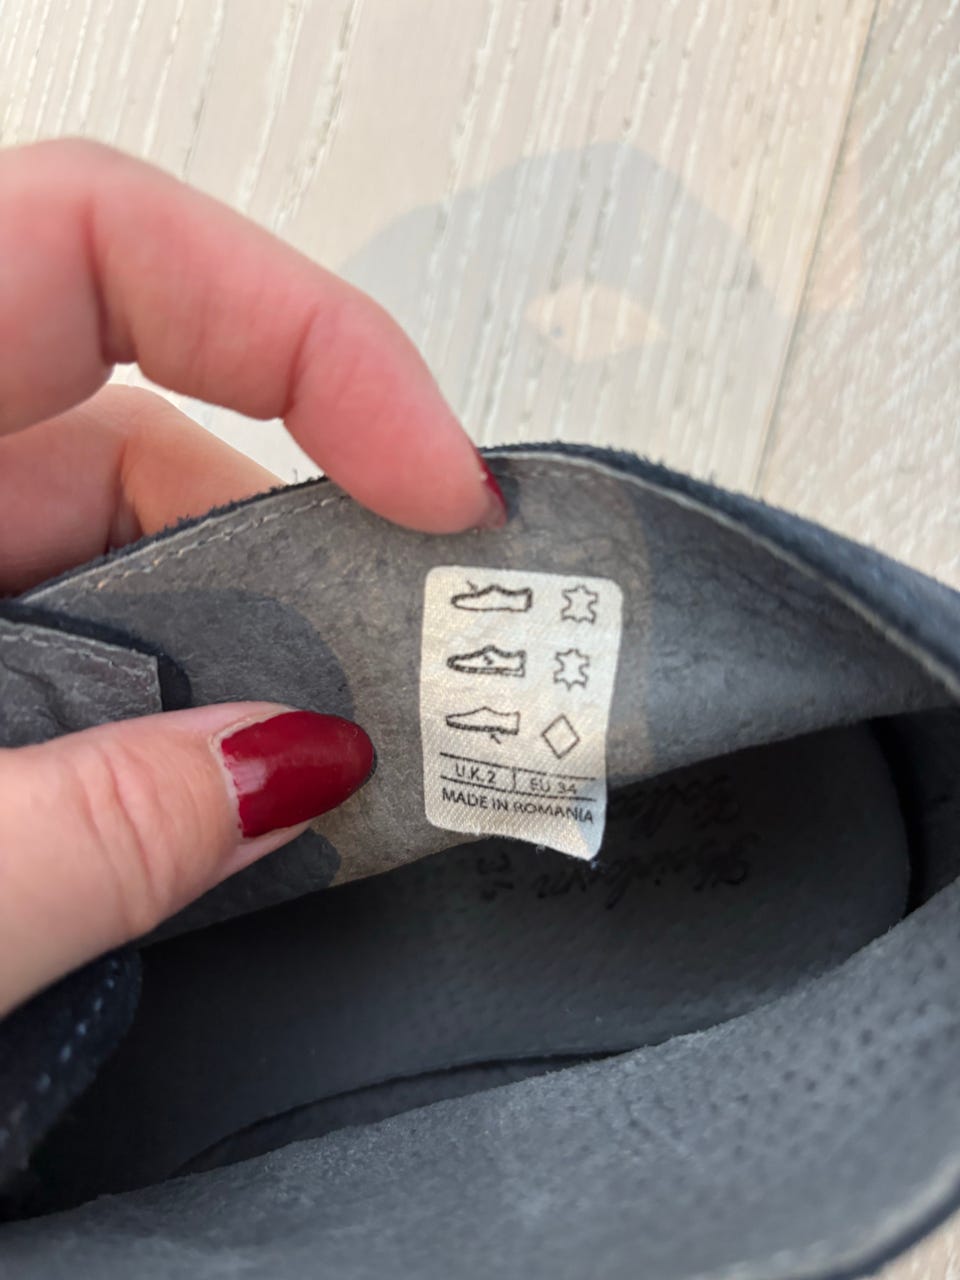 U.K. 2 | EU 34
MADE IN ROMANIA